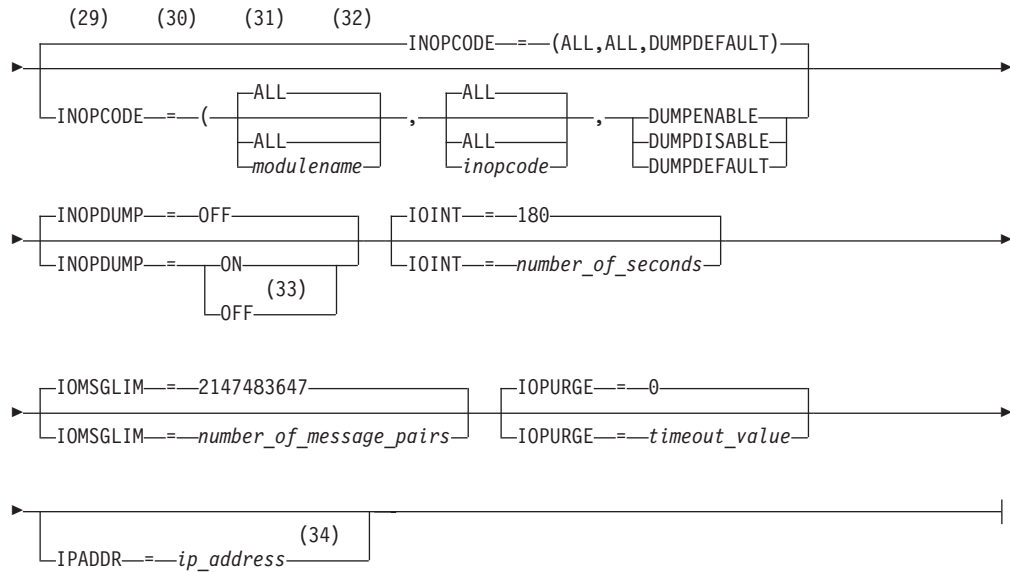 (29) (30) (31) (32)
INOPCODE = (ALL,ALL,DUMPDEFAULT)
ALL ALL
INOPCODE = ( , , DUMPENABLE
ALL ALL DUMPDISABLE
modulename inopcode DUMPDEFAULT)
INOPDUMP = OFF IOINT = 180
INOPDUMP = ON IOINT = number_of_seconds
(33)
OFF
IOMSGLIM = 2147483647 IOPURGE = 0
IOMSGLIM = number_of_message_pairs IOPURGE = timeout_value
(34)
IPADDR = ip_address